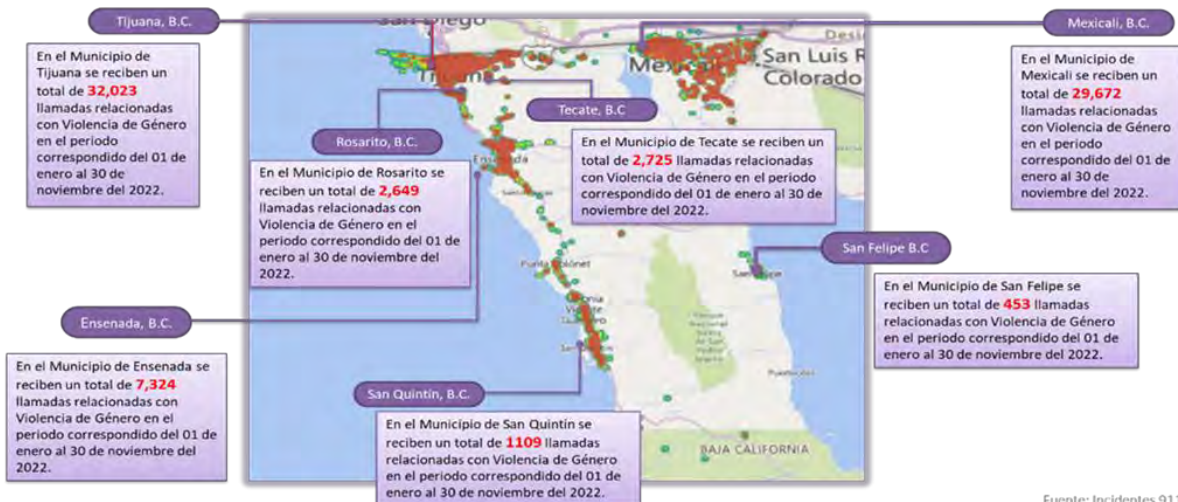 Tijuana, B.C.
En el Municipio de
Tijuana se reciben un
total de 32,023
llamadas relacionadas
con Violencia de Género
en el periodo
correspondido del 01 de
enero al 30 de
noviembre del 2022.
Mexicali, B.C.
En el Municipio de
Mexicali se reciben un
total de 29,672
llamadas relacionadas
con Violencia de Género
en el periodo
correspondido del 01 de
enero al 30 de
noviembre del 2022.
San Diego
San Luis R
Colorado
Tecate, B.C
En el Municipio de Tecate se reciben un
total de 2,725 llamadas relacionadas
con Violencia de Género en el periodo
correspondido del 01 de enero al 30 de
noviembre del 2022.
Rosarito, B.C.
En el Municipio de Rosarito se
reciben un total de 2,649
llamadas relacionadas con
Violencia de Género en el
periodo correspondido del 01 de
enero al 30 de noviembre del
2022.
Ensenada
San Felipe B.C
En el Municipio de San Felipe se
reciben un total de 453 llamadas
relacionadas con Violencia de Género
en el periodo correspondido del 01 de
enero al 30 de noviembre del 2022.
Ensenada, B.C.
En el Municipio de Ensenada se
reciben un total de 7,324
llamadas relacionadas con
Violencia de Género en el
periodo correspondido del 01 de
enero al 30 de noviembre del
2022.
San Quintín, B.C.
En el Municipio de San Quintín se
reciben un total de 1109 llamadas
relacionadas con Violencia de Género
en el periodo correspondido del 01 de
enero al 30 de noviembre del 2022.
BAJA CALIFORNIA
Fuente: Incidentes 911